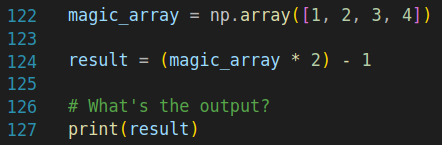 122 magic_array = np.array([1, 2, 3, 4])
123
124 result = (magic_array * 2) - 1
125
126 # What's the output?
127 print(result)